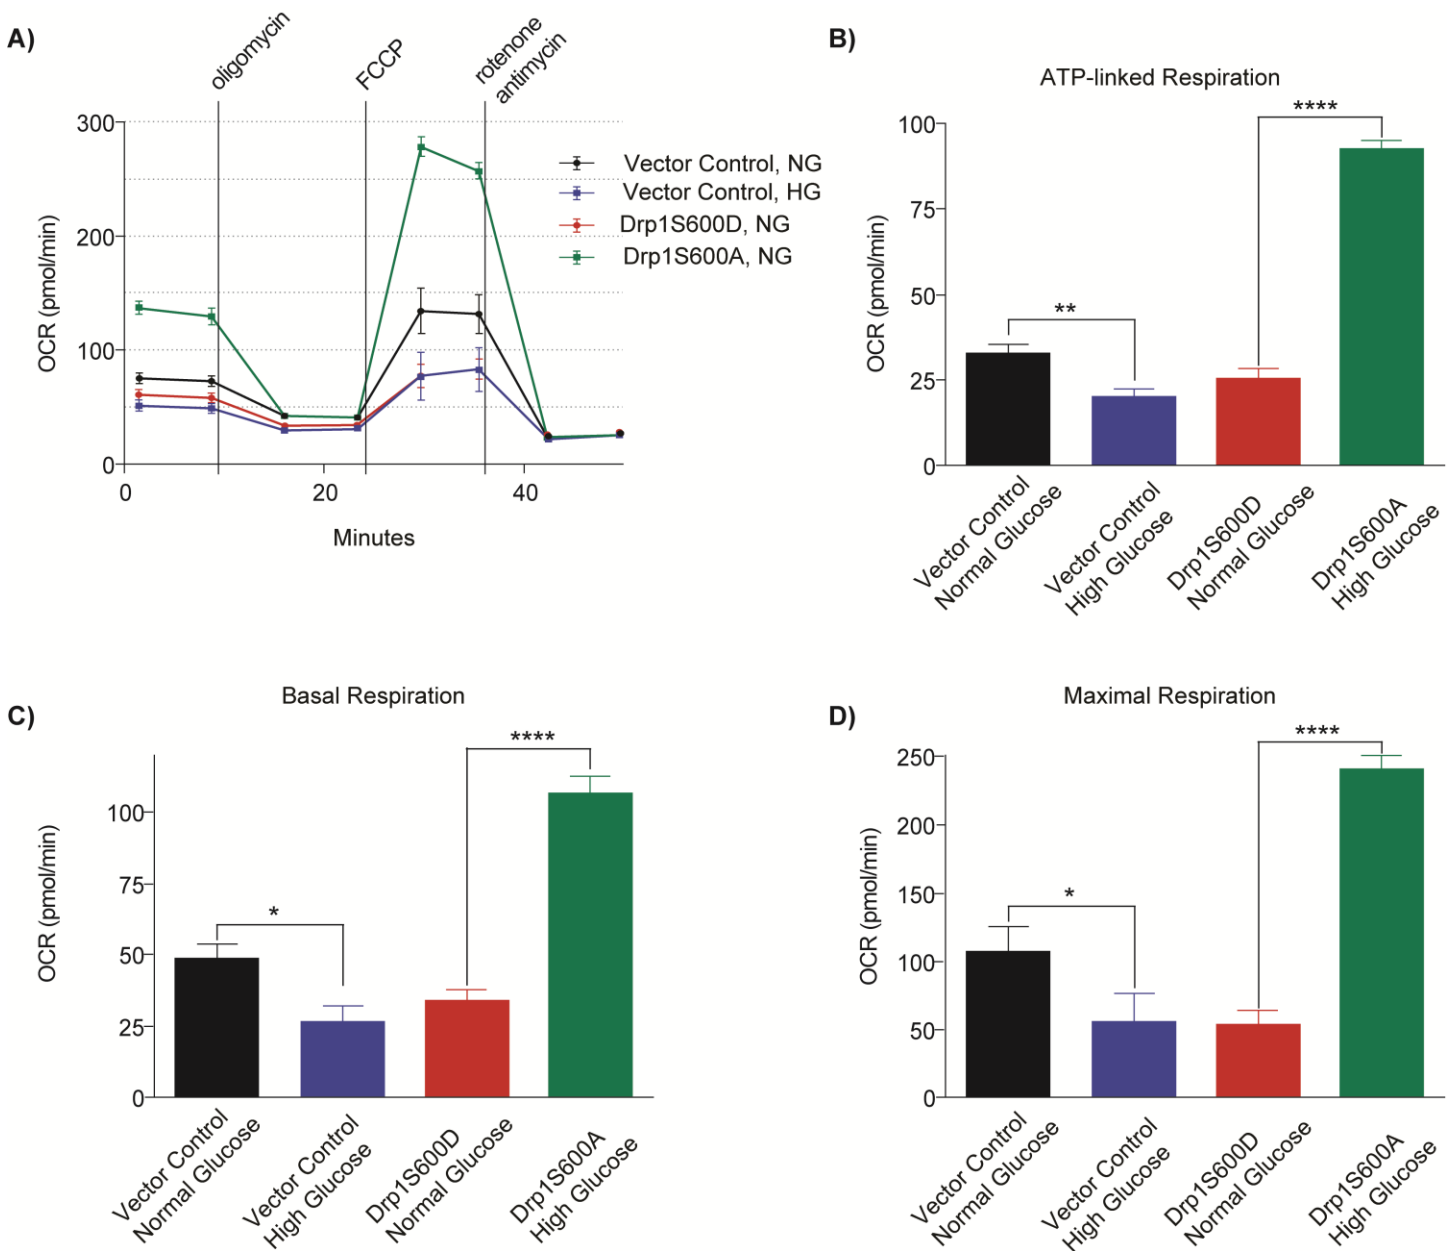 A)
oligomycin
FCCP
rotenone
antimycin
300
200
100
0
OCR (pmol/min)
0
20
40
Minutes
Vector Control, NG
Vector Control, HG
Drp1S600D, NG
Drp1S600A, NG
B)
ATP-linked Respiration
****
**
100
75
50
25
0
OCR (pmol/min)
Vector Control
Normal Glucose
Vector Control
High Glucose
Drp1S600D
Normal Glucose
Drp1S600A
High Glucose
C)
Basal Respiration
****
*
100
75
50
25
0
OCR (pmol/min)
Vector Control
Normal Glucose
Vector Control
High Glucose
Drp1S600D
Normal Glucose
Drp1S600A
High Glucose
D)
Maximal Respiration
****
*
250
200
150
100
50
0
OCR (pmol/min)
Vector Control
Normal Glucose
Vector Control
High Glucose
Drp1S600D
Normal Glucose
Drp1S600A
High Glucose